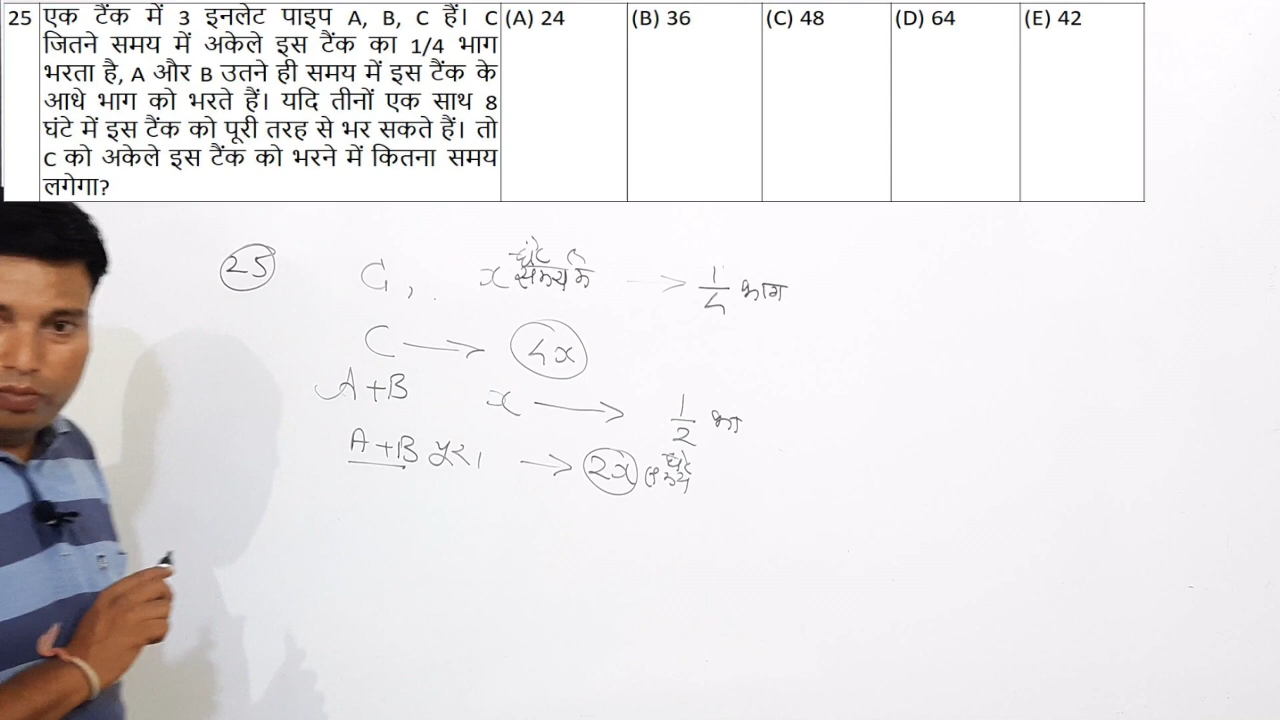 25 एक टैंक में 3 इनलेट पाइप A, B, C हैं। C (A) 24 (B) 36 (C) 48 (D) 64 (E) 42
जितने समय में अकेले इस टैंक का 1/4 भाग
भरता है, A और B उतने ही समय में इस टैंक के
आधे भाग को भरते हैं। यदि तीनों एक साथ 8
घंटे में इस टैंक को पूरी तरह से भर सकते हैं। तो
C को अकेले इस टैंक को भरने में कितना समय
लगेगा?
25 C, x घंटे समय में → 1/4 भाग
C → 4x
A+B x → 1/2 भा
A+B पूरा → 2x घंटे समय